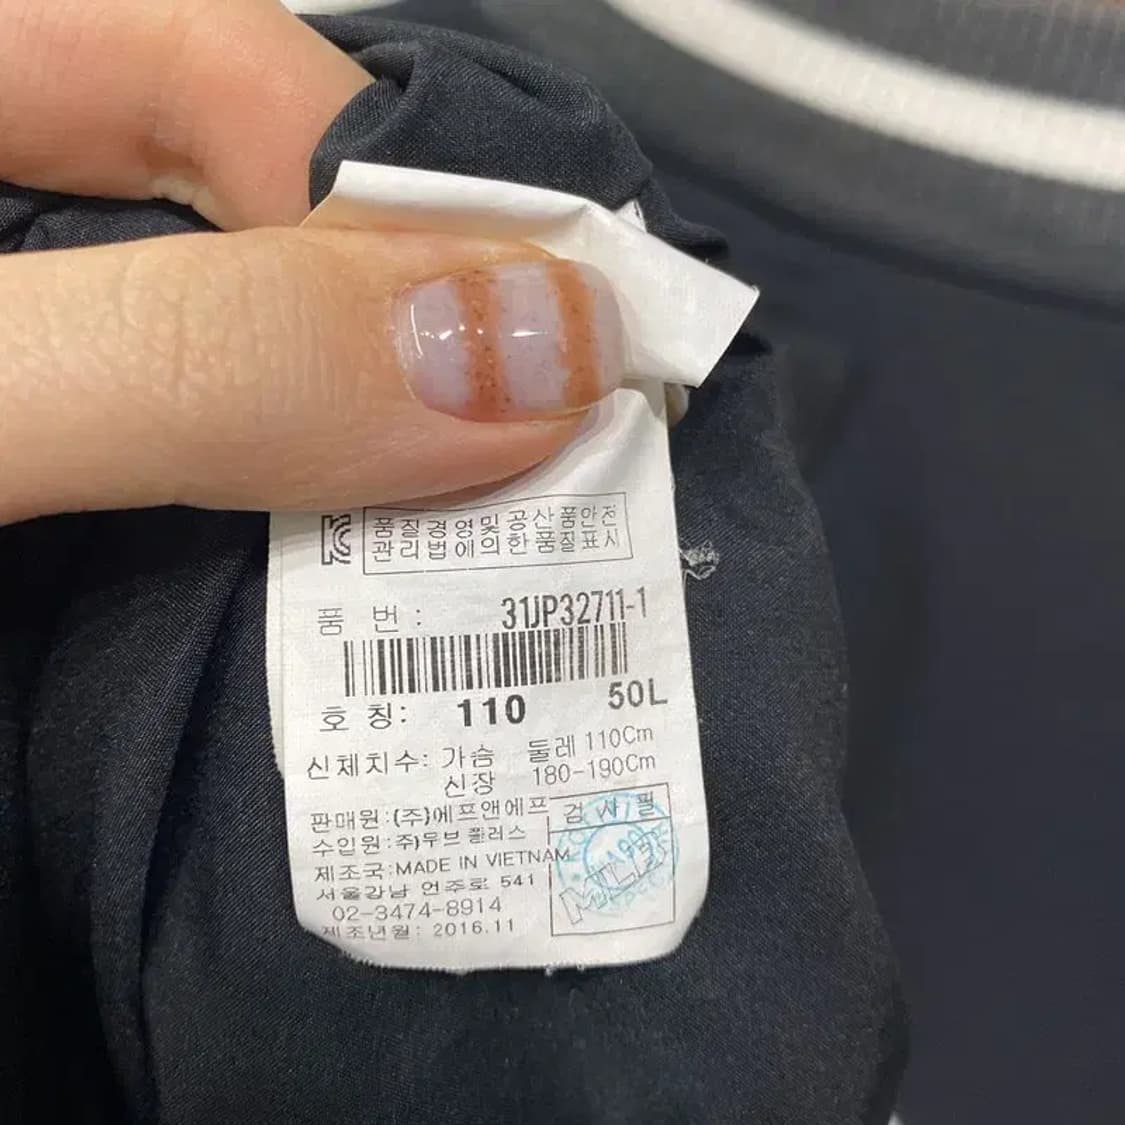 품질경영및공산품안전
관리법에의한품질표시
품 번 : 31JP32711-1
호 칭: 110 50L
신체치수: 가슴 둘레 110Cm
신장 180-190Cm
판매원:(주)에프앤에프
수입원:주)무브 플러스
제조국:MADE IN VIETNAM
서울강남 언주로 541
02-3474-8914
제조년월: 2016.11
검 사 필
MLB